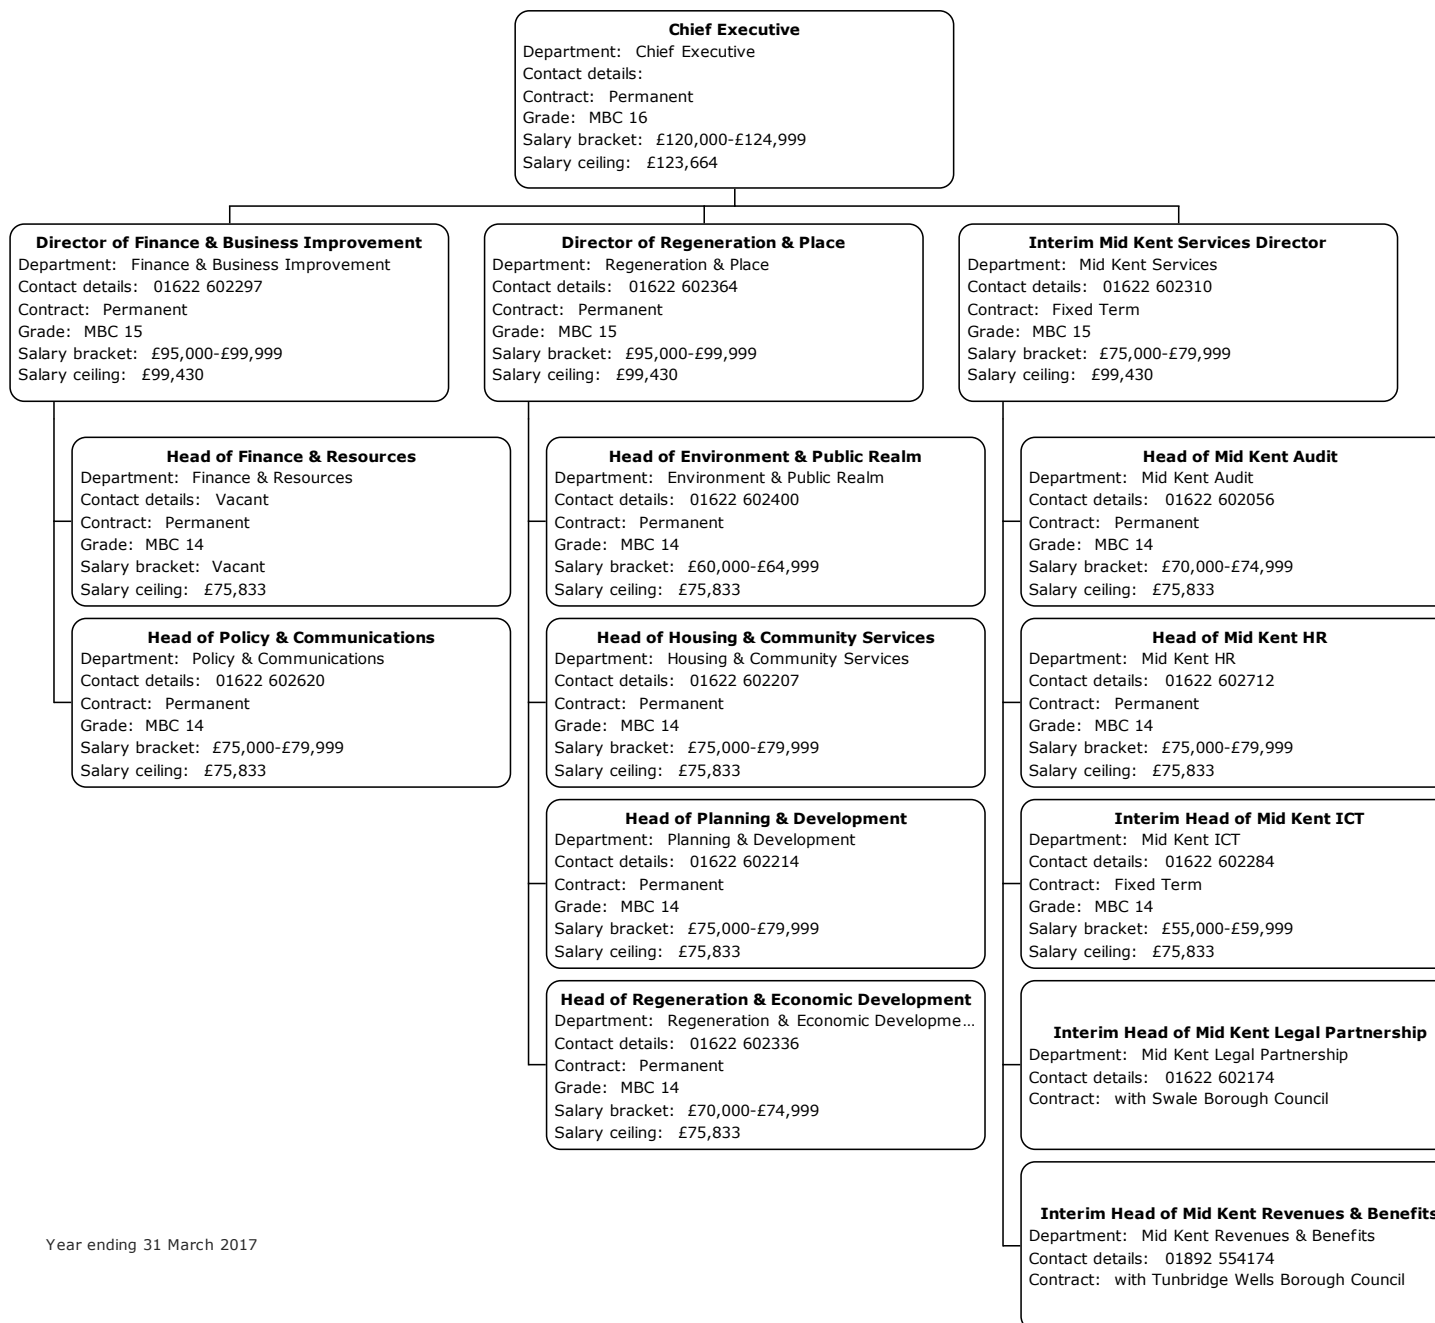 Chief Executive
Department: Chief Executive
Contact details:
Contract: Permanent
Grade: MBC 16
Salary bracket: £120,000-£124,999
Salary ceiling: £123,664
Director of Finance & Business Improvement
Department: Finance & Business Improvement
Contact details: 01622 602297
Contract: Permanent
Grade: MBC 15
Salary bracket: £95,000-£99,999
Salary ceiling: £99,430
Director of Regeneration & Place
Department: Regeneration & Place
Contact details: 01622 602364
Contract: Permanent
Grade: MBC 15
Salary bracket: £95,000-£99,999
Salary ceiling: £99,430
Interim Mid Kent Services Director
Department: Mid Kent Services
Contact details: 01622 602310
Contract: Fixed Term
Grade: MBC 15
Salary bracket: £75,000-£79,999
Salary ceiling: £99,430
Head of Finance & Resources
Department: Finance & Resources
Contact details: Vacant
Contract: Permanent
Grade: MBC 14
Salary bracket: Vacant
Salary ceiling: £75,833
Head of Policy & Communications
Department: Policy & Communications
Contact details: 01622 602620
Contract: Permanent
Grade: MBC 14
Salary bracket: £75,000-£79,999
Salary ceiling: £75,833
Head of Environment & Public Realm
Department: Environment & Public Realm
Contact details: 01622 602400
Contract: Permanent
Grade: MBC 14
Salary bracket: £60,000-£64,999
Salary ceiling: £75,833
Head of Housing & Community Services
Department: Housing & Community Services
Contact details: 01622 602207
Contract: Permanent
Grade: MBC 14
Salary bracket: £75,000-£79,999
Salary ceiling: £75,833
Head of Planning & Development
Department: Planning & Development
Contact details: 01622 602214
Contract: Permanent
Grade: MBC 14
Salary bracket: £75,000-£79,999
Salary ceiling: £75,833
Head of Regeneration & Economic Development
Department: Regeneration & Economic Developme...
Contact details: 01622 602336
Contract: Permanent
Grade: MBC 14
Salary bracket: £70,000-£74,999
Salary ceiling: £75,833
Head of Mid Kent Audit
Department: Mid Kent Audit
Contact details: 01622 602056
Contract: Permanent
Grade: MBC 14
Salary bracket: £70,000-£74,999
Salary ceiling: £75,833
Head of Mid Kent HR
Department: Mid Kent HR
Contact details: 01622 602712
Contract: Permanent
Grade: MBC 14
Salary bracket: £75,000-£79,999
Salary ceiling: £75,833
Interim Head of Mid Kent ICT
Department: Mid Kent ICT
Contact details: 01622 602284
Contract: Fixed Term
Grade: MBC 14
Salary bracket: £55,000-£59,999
Salary ceiling: £75,833
Interim Head of Mid Kent Legal Partnership
Department: Mid Kent Legal Partnership
Contact details: 01622 602174
Contract: with Swale Borough Council
Interim Head of Mid Kent Revenues & Benefits
Department: Mid Kent Revenues & Benefits
Contact details: 01892 554174
Contract: with Tunbridge Wells Borough Council
Year ending 31 March 2017